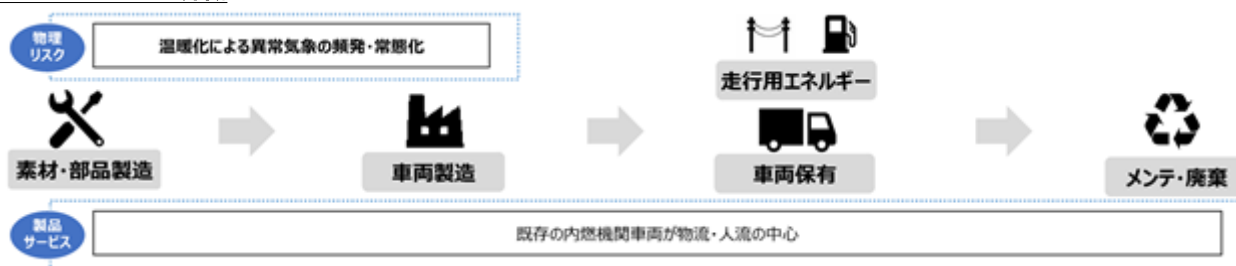 物理
リスク
温暖化による異常気象の頻発・常態化
走行用エネルギー
素材・部品製造
車両製造
車両保有
メンテ・廃棄
製品
サービス
既存の内燃機関車両が物流・人流の中心